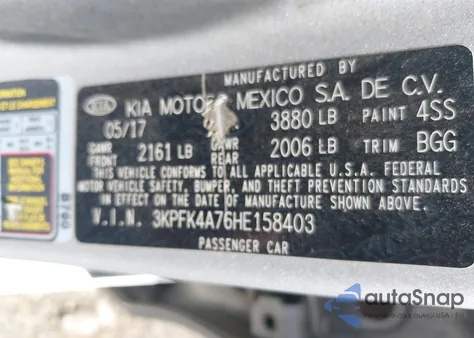 MANUFACTURED BY
KIA KIA MOTORS MEXICO S.A. DE C.V.
05/17 3880 LB PAINT 4SS
GAWR FRONT 2161 LB GAWR REAR 2006 LB TRIM BGG
THIS VEHICLE CONFORMS TO ALL APPLICABLE U.S.A. FEDERAL
MOTOR VEHICLE SAFETY, BUMPER, AND THEFT PREVENTION STANDARDS
IN EFFECT ON THE DATE OF MANUFACTURE SHOWN ABOVE.
V.I.N. 3KPFK4A76HE158403
PASSENGER CAR
autoSnap